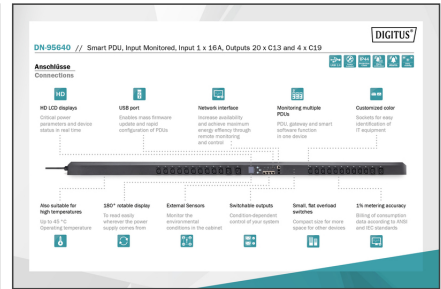 DIGITUS®
DN-95640 // Smart PDU, Input Monitored, Input 1 x 16A, Outputs 20 x C13 and 4 x C19
Anschlüsse
Connections
HD
HD LCD displays
Critical power
parameters and device
status in real time
USB port
Enables mass firmware
update and rapid
configuration of PDUs
Network interface
Increase availability
and achieve maximum
energy efficacy through
remote monitoring
and control
Monitoring multiple
PDUs
PDU, gateway and smart
software function
in one device
Customized color
Sockets for easy
identification of
IT equipment
Also suitable for
high temperatures
Up to 45 °C
Operating temperature
180° rotatable display
To read easily
wherever the power
supply comes from
External Sensors
Monitor the
environmental
conditions in the cabinet
Switchable outputs
Condition-dependent
control of your system
Small, flat overload
switches
Compact size for more
space for other devices
1% metering accuracy
Billing of consumption
data according to ANSI
and IEC standards